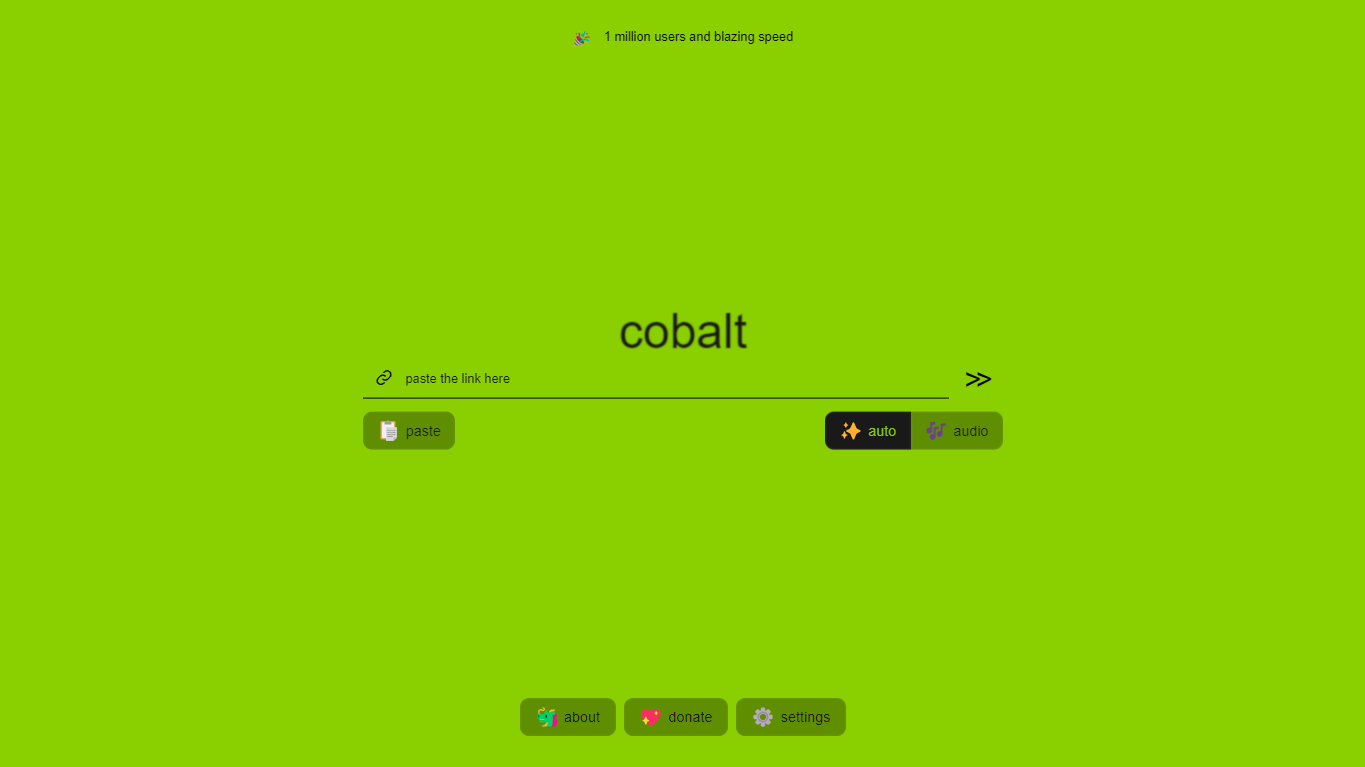 1 million users and blazing speed
cobalt
paste the link here
paste
auto
audio
about
donate
settings